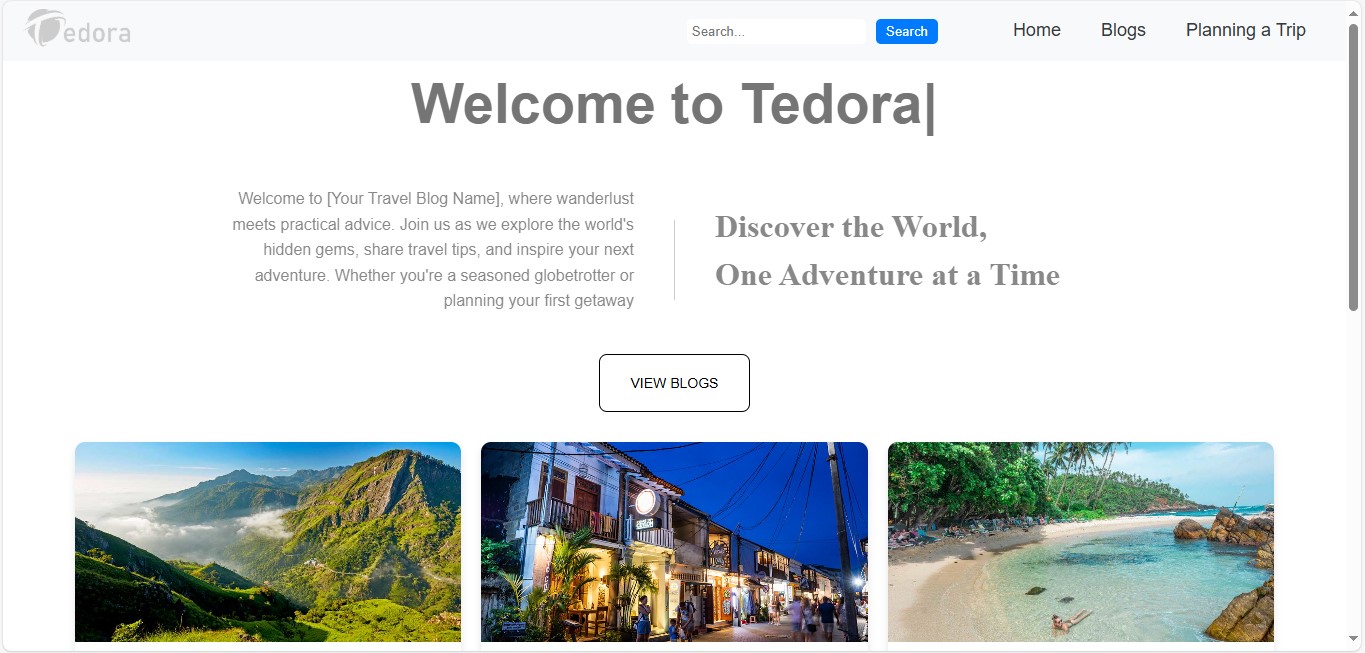 Tedora
Search...
Search
Home
Blogs
Planning a Trip
Welcome to Tedora|
Welcome to [Your Travel Blog Name], where wanderlust
meets practical advice. Join us as we explore the world's
hidden gems, share travel tips, and inspire your next
adventure. Whether you're a seasoned globetrotter or
planning your first getaway
Discover the World,
One Adventure at a Time
VIEW BLOGS